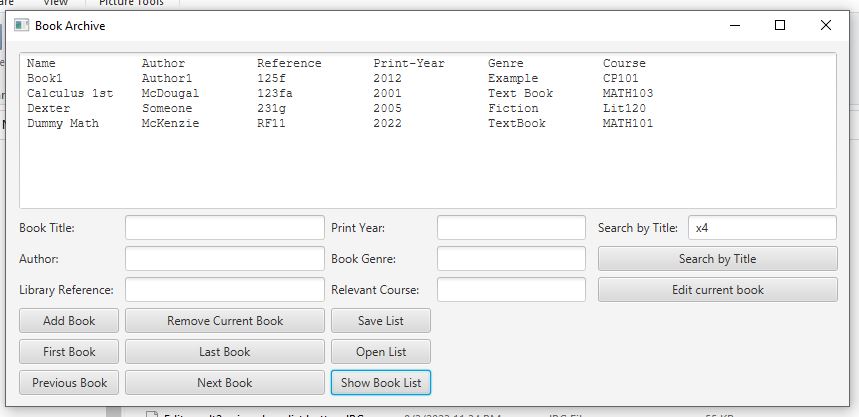 View Picture Tools
Book Archive
Name Author Reference Print-Year Genre Course
Book1 Author1 125f 2012 Example CP101
Calculus 1st McDougal 123fa 2001 Text Book MATH103
Dexter Someone 231g 2005 Fiction Lit120
Dummy Math McKenzie RF11 2022 TextBook MATH101
Book Title: Print Year: Search by Title: x4
Author: Book Genre: Search by Title
Library Reference: Relevant Course: Edit current book
Add Book Remove Current Book Save List
First Book Last Book Open List
Previous Book Next Book Show Book List